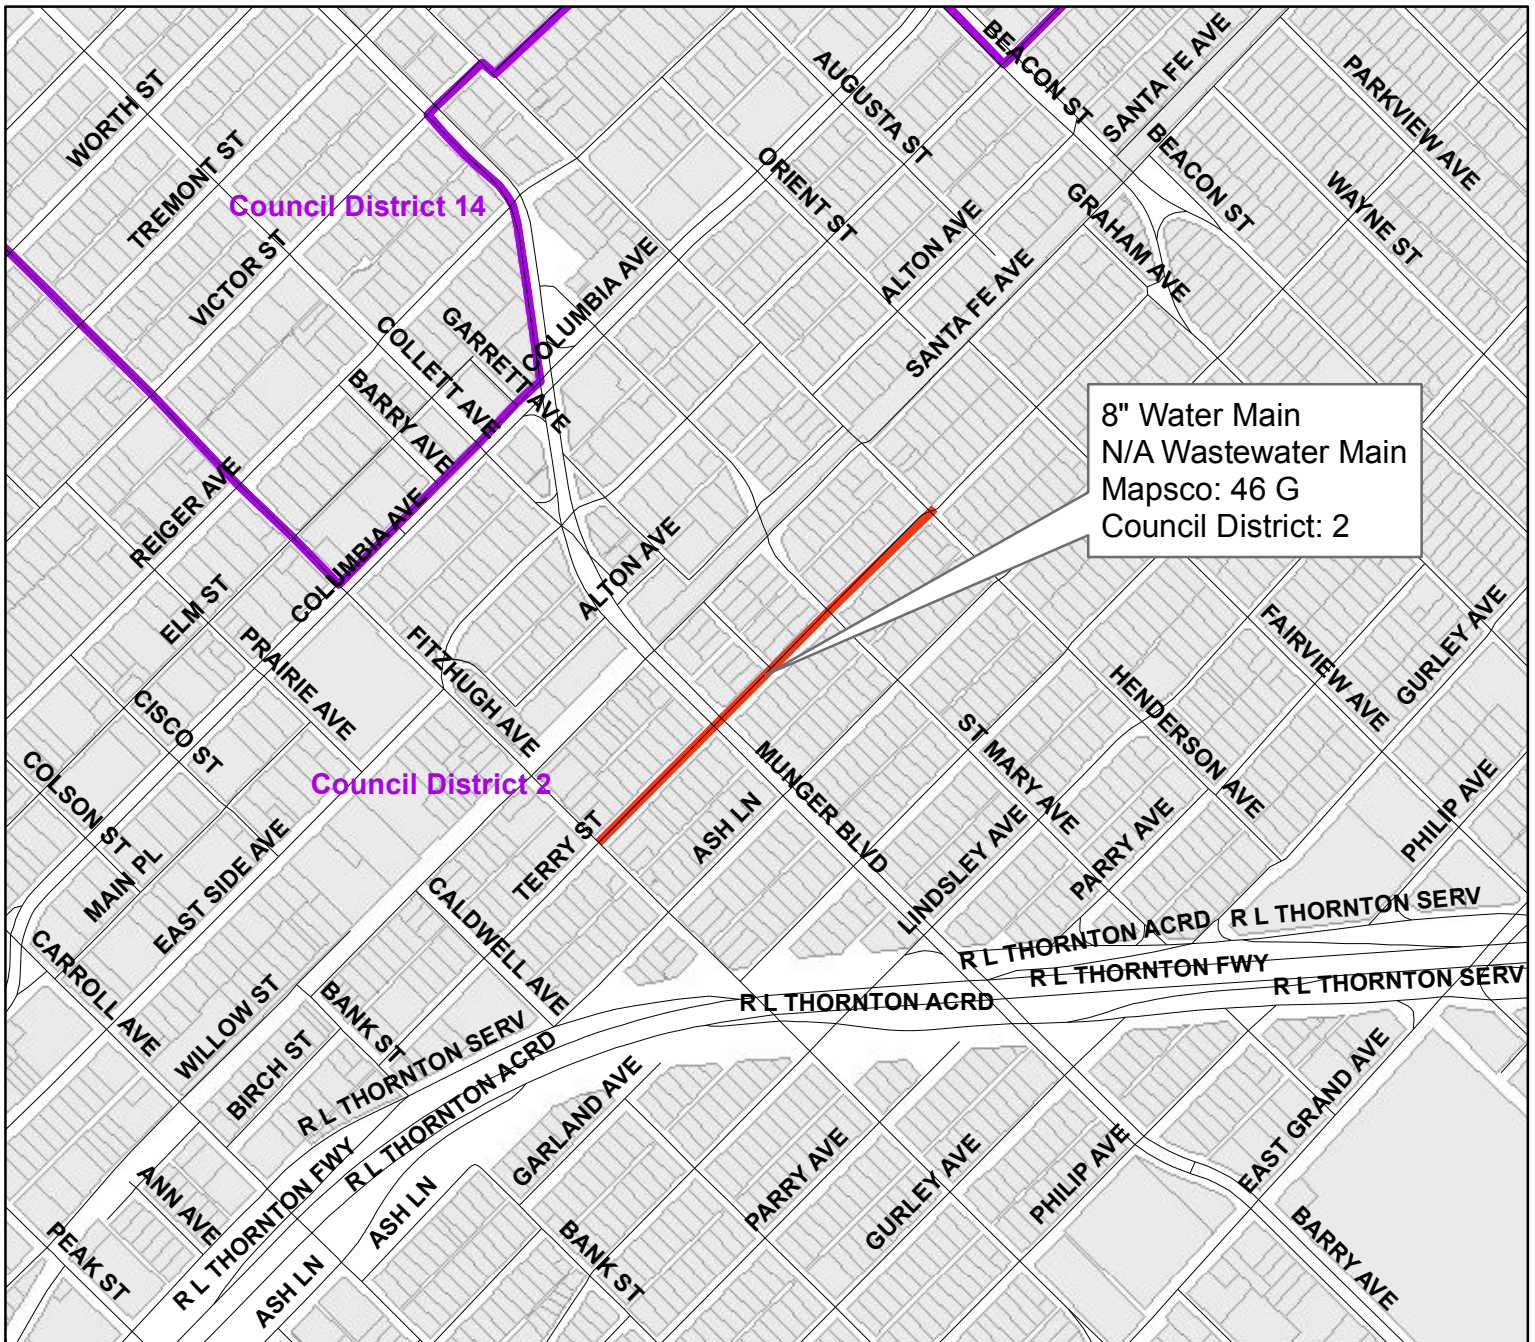 WORTH ST
TREMONT ST
VICTOR ST
Council District 14
AUGUSTA ST
ORIENT ST
BEACON ST
SANTA FE AVE
BEACON ST
PARKVIEW AVE
WAYNE ST
GRAHAM AVE
ALTON AVE
SANTA FE AVE
COLUMBIA AVE
GARRETT AVE
COLLETT AVE
BARRY AVE
REIGER AVE
COLUMBIA AVE
ELM ST
PRAIRIE AVE
CISCO ST
COLSON ST
MAIN PL
EAST SIDE AVE
CARROLL AVE
FITZHUGH AVE
ALTON AVE
8" Water Main
N/A Wastewater Main
Mapsco: 46 G
Council District: 2
Council District 2
TERRY ST
ASH LN
MUNGER BLVD
ST MARY AVE
HENDERSON AVE
FAIRVIEW AVE
GURLEY AVE
PHILIP AVE
LINDSLEY AVE
PARRY AVE
CALDWELL AVE
WILLOW ST
BANK ST
BIRCH ST
R L THORNTON SERV
R L THORNTON ACRD
R L THORNTON ACRD
R L THORNTON SERV
R L THORNTON FWY
R L THORNTON ACRD
R L THORNTON SERV
R L THORNTON FWY
ANN AVE
PEAK ST
ASH LN
ASH LN
GARLAND AVE
BANK ST
PARRY AVE
GURLEY AVE
PHILIP AVE
EAST GRAND AVE
BARRY AVE